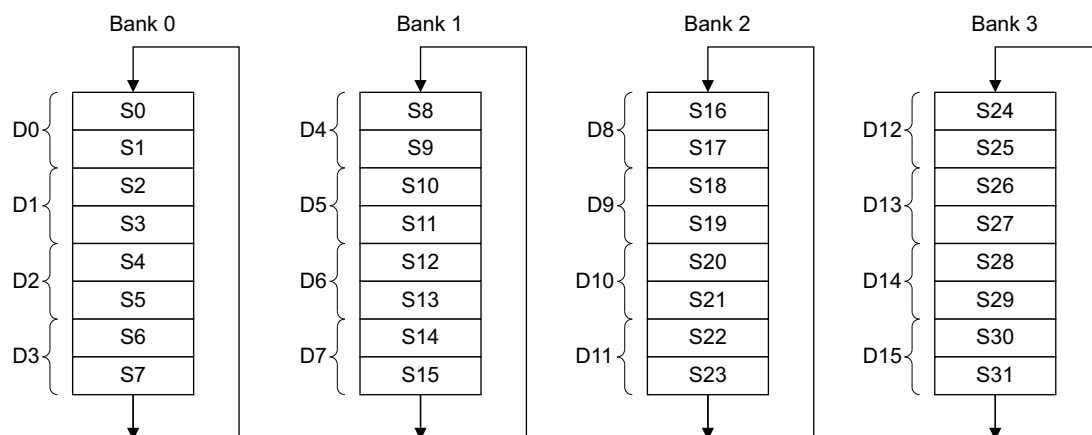 Bank 0
Bank 1
Bank 2
Bank 3
D0
S0
S1
D1
S2
S3
D2
S4
S5
D3
S6
S7
D4
S8
S9
D5
S10
S11
D6
S12
S13
D7
S14
S15
D8
S16
S17
D9
S18
S19
D10
S20
S21
D11
S22
S23
D12
S24
S25
D13
S26
S27
D14
S28
S29
D15
S30
S31